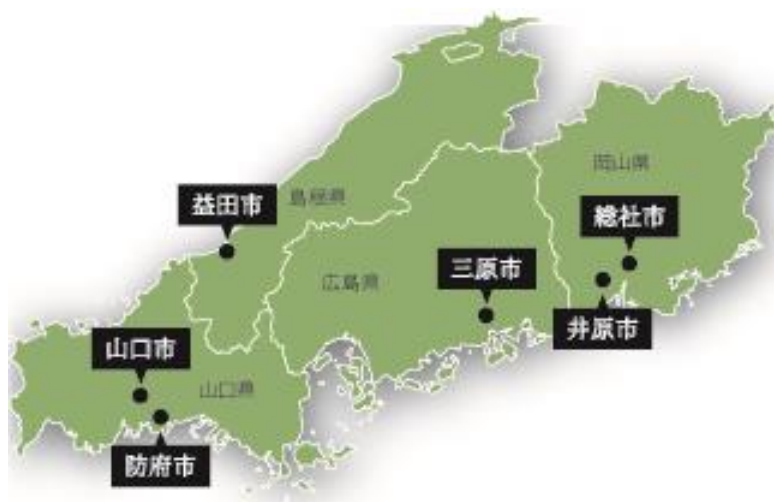 岡山県
島根県
益田市
総社市
三原市
広島県
井原市
山口市
山口県
防府市